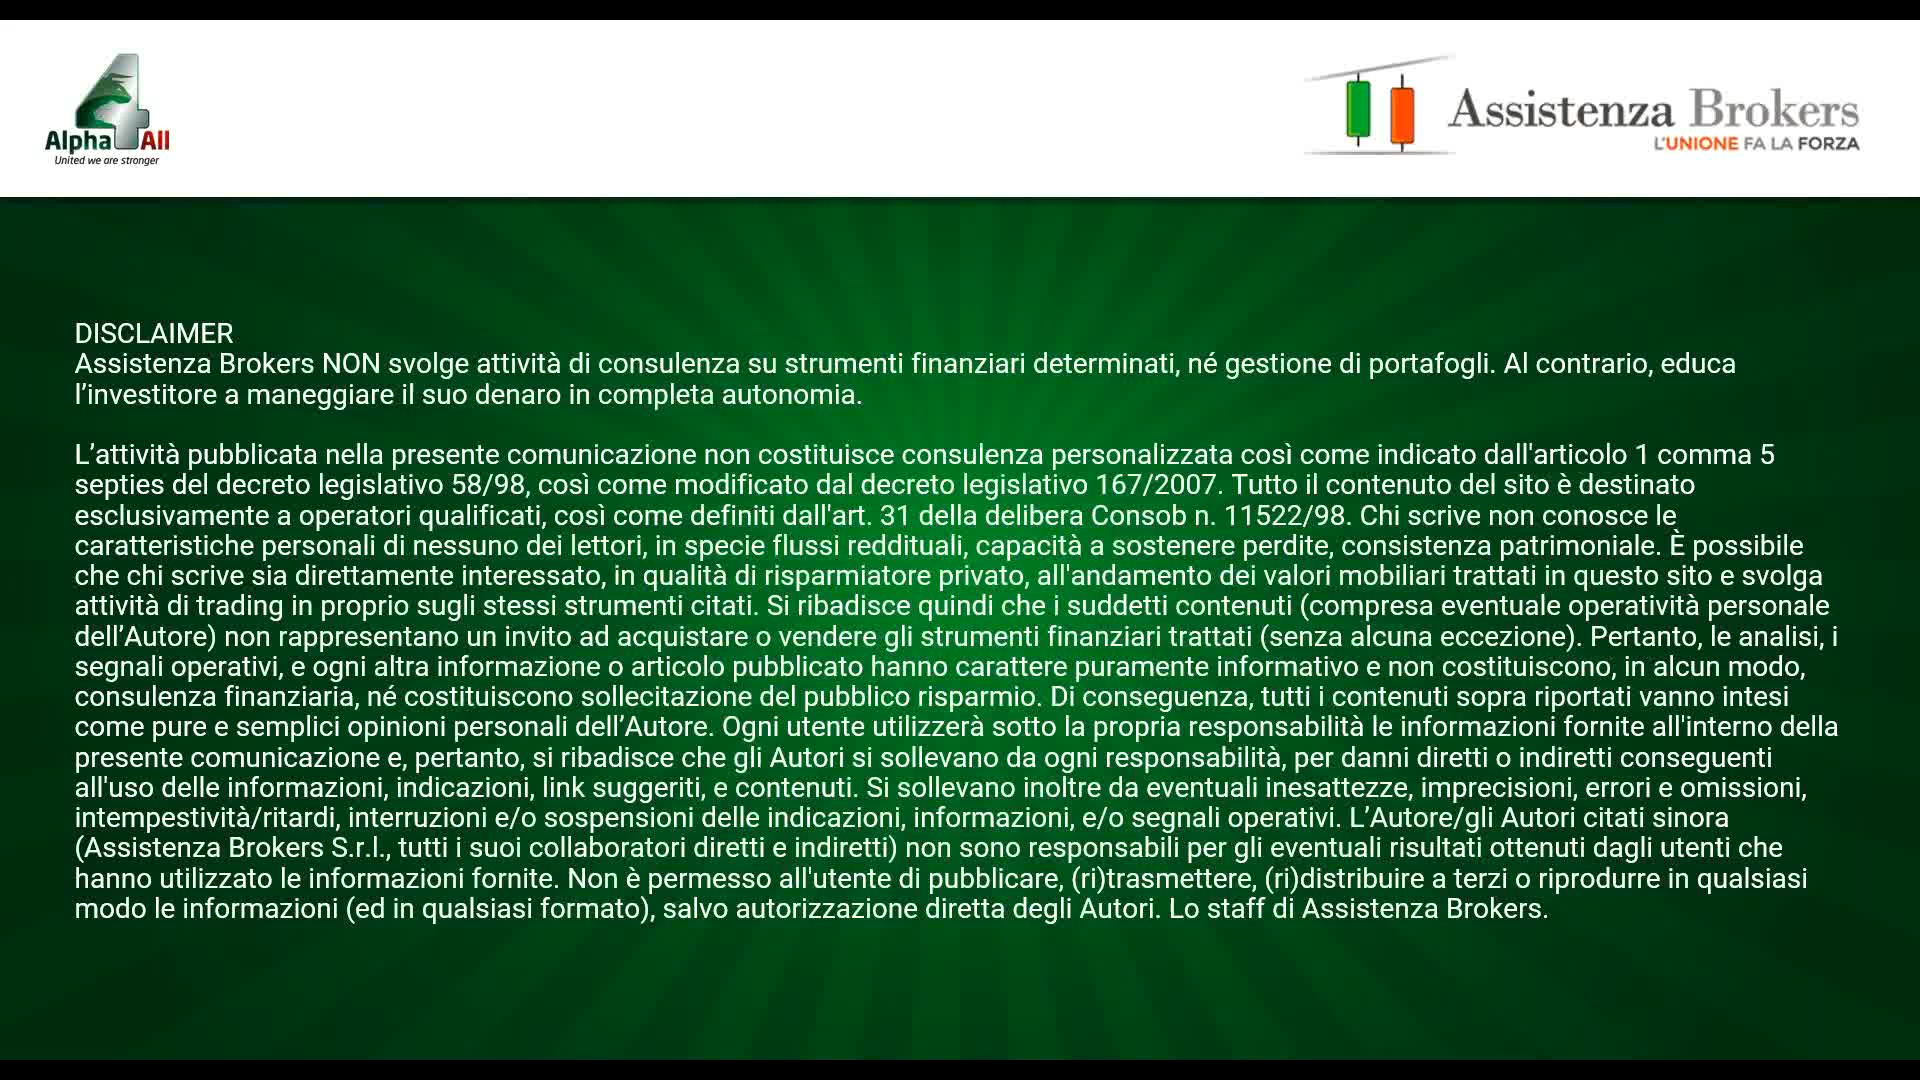 Alpha 4 All
United we are stronger
Assistenza Brokers
L'UNIONE FA LA FORZA
DISCLAIMER
Assistenza Brokers NON svolge attività di consulenza su strumenti finanziari determinati, né gestione di portafogli. Al contrario, educa
l’investitore a maneggiare il suo denaro in completa autonomia.
L’attività pubblicata nella presente comunicazione non costituisce consulenza personalizzata così come indicato dall'articolo 1 comma 5
septies del decreto legislativo 58/98, così come modificato dal decreto legislativo 167/2007. Tutto il contenuto del sito è destinato
esclusivamente a operatori qualificati, così come definiti dall'art. 31 della delibera Consob n. 11522/98. Chi scrive non conosce le
caratteristiche personali di nessuno dei lettori, in specie flussi reddituali, capacità a sostenere perdite, consistenza patrimoniale. È possibile
che chi scrive sia direttamente interessato, in qualità di risparmiatore privato, all'andamento dei valori mobiliari trattati in questo sito e svolga
attività di trading in proprio sugli stessi strumenti citati. Si ribadisce quindi che i suddetti contenuti (compresa eventuale operatività personale
dell’Autore) non rappresentano un invito ad acquistare o vendere gli strumenti finanziari trattati (senza alcuna eccezione). Pertanto, le analisi, i
segnali operativi, e ogni altra informazione o articolo pubblicato hanno carattere puramente informativo e non costituiscono, in alcun modo,
consulenza finanziaria, né costituiscono sollecitazione del pubblico risparmio. Di conseguenza, tutti i contenuti sopra riportati vanno intesi
come pure e semplici opinioni personali dell’Autore. Ogni utente utilizzerà sotto la propria responsabilità le informazioni fornite all'interno della
presente comunicazione e, pertanto, si ribadisce che gli Autori si sollevano da ogni responsabilità, per danni diretti o indiretti conseguenti
all'uso delle informazioni, indicazioni, link suggeriti, e contenuti. Si sollevano inoltre da eventuali inesattezze, imprecisioni, errori e omissioni,
intempestività/ritardi, interruzioni e/o sospensioni delle indicazioni, informazioni, e/o segnali operativi. L’Autore/gli Autori citati sinora
(Assistenza Brokers S.r.l., tutti i suoi collaboratori diretti e indiretti) non sono responsabili per gli eventuali risultati ottenuti dagli utenti che
hanno utilizzato le informazioni fornite. Non è permesso all'utente di pubblicare, (ri)trasmettere, (ri)distribuire a terzi o riprodurre in qualsiasi
modo le informazioni (ed in qualsiasi formato), salvo autorizzazione diretta degli Autori. Lo staff di Assistenza Brokers.